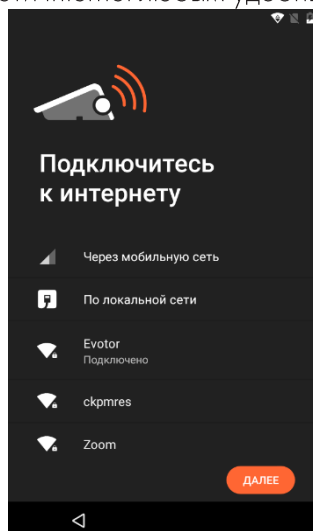 Подключитесь
к интернету
Через мобильную сеть
По локальной сети
Evotor
Подключено
ckpmres
Zoom
ДАЛЕЕ